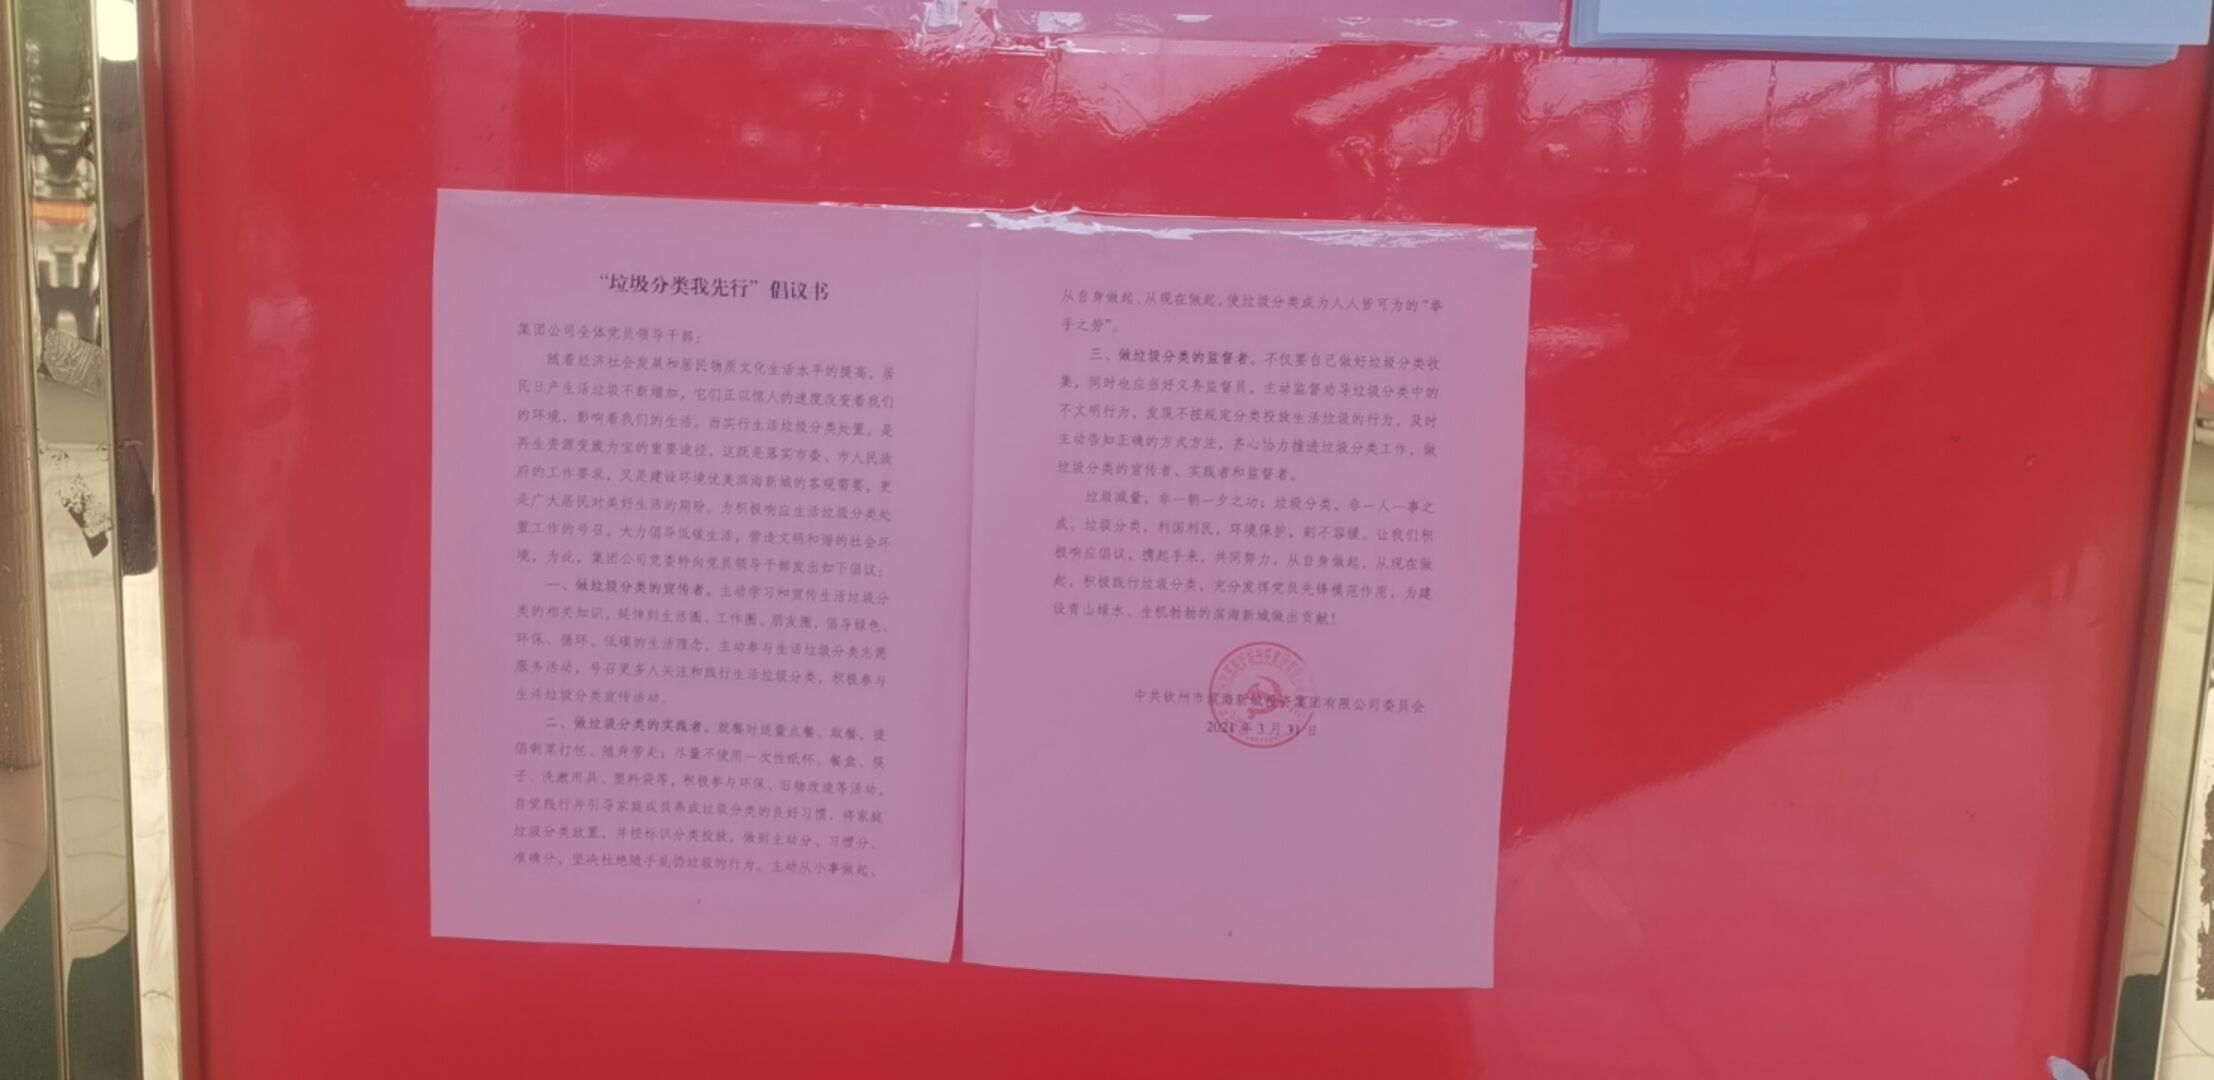 “垃圾分类我先行”倡议书
集团公司全体党员领导干部：
随着经济社会发展和居民物质文化生活水平的提高，居
民日产生活垃圾不断增加，它们正以惊人的速度改变着我们
的环境，影响着我们的生活。而实行生活垃圾分类处置，是
再生资源变废为宝的重要途径，这既是落实市委、市人民政
府的工作要求，又是建设环境优美滨海新城的客观需要，更
是广大居民对美好生活的期盼。为积极响应生活垃圾分类处
置工作的号召，大力倡导低碳生活，营造文明和谐的社会环
境，为此，集团公司党委特向党员领导干部发出如下倡议：
一、做垃圾分类的宣传者。主动学习和宣传生活垃圾分
类的相关知识，延伸到生活圈、工作圈、朋友圈，倡导绿色、
环保、循环、低碳的生活理念，主动参与生活垃圾分类志愿
服务活动，号召更多人关注和践行生活垃圾分类，积极参与
生活垃圾分类宣传活动。
二、做垃圾分类的实践者。就餐时适量点餐、取餐，提
倡剩菜打包、随身带走；尽量不使用一次性纸杯、餐盒、筷
子、洗漱用具、塑料袋等，积极参与环保、旧物改造等活动。
自觉践行并引导家庭成员养成垃圾分类的良好习惯，将家庭
垃圾分类放置，并按标识分类投放，做到主动分、习惯分、
准确分，坚决杜绝随手乱扔垃圾的行为。主动从小事做起、
1
从自身做起、从现在做起，使垃圾分类成为人人皆可为的“举
手之劳”。
三、做垃圾分类的监督者。不仅要自己做好垃圾分类收
集，同时也应当好义务监督员，主动监督劝导垃圾分类中的
不文明行为，发现不按规定分类投放生活垃圾的行为，及时
主动告知正确的方式方法，齐心协力推进垃圾分类工作，做
垃圾分类的宣传者、实践者和监督者。
垃圾减量，非一朝一夕之功；垃圾分类，非一人一事之
成。垃圾分类，利国利民，环境保护，刻不容缓。让我们积
极响应倡议，携起手来，共同努力，从自身做起，从现在做
起，积极践行垃圾分类，充分发挥党员先锋模范作用，为建
设青山绿水、生机勃勃的滨海新城做出贡献！
中共钦州市滨海新城投资集团有限公司委员会
2021年3月31日
2